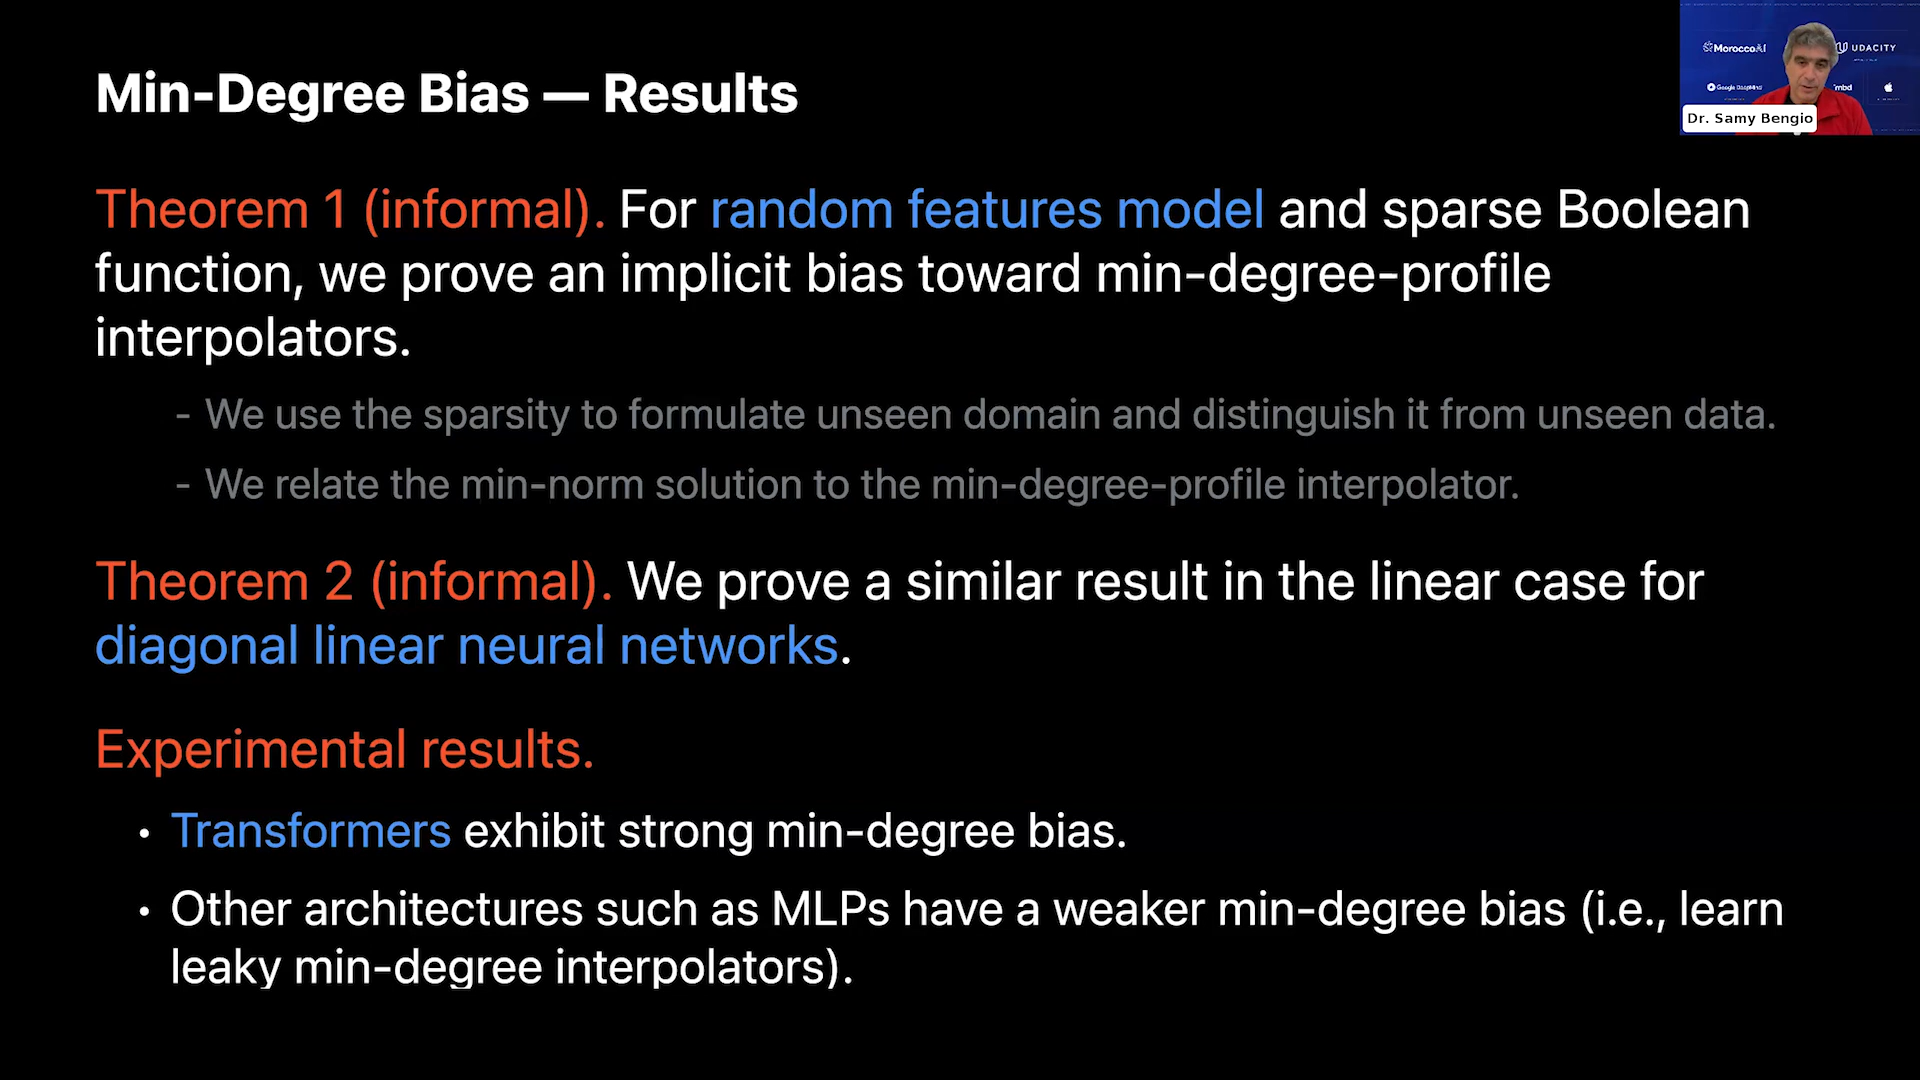 Min-Degree Bias — Results
MoroccoAI
UDACITY
Google DeepMind
mbd
Dr. Samy Bengio
Theorem 1 (informal). For random features model and sparse Boolean
function, we prove an implicit bias toward min-degree-profile
interpolators.
- We use the sparsity to formulate unseen domain and distinguish it from unseen data.
- We relate the min-norm solution to the min-degree-profile interpolator.
Theorem 2 (informal). We prove a similar result in the linear case for
diagonal linear neural networks.
Experimental results.
• Transformers exhibit strong min-degree bias.
• Other architectures such as MLPs have a weaker min-degree bias (i.e., learn
leaky min-degree interpolators).